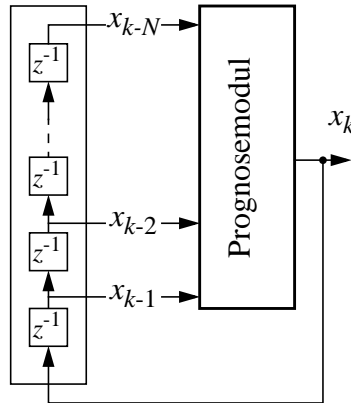 x_{k-N}
z^{-1}
x_k
Prognosemodul
z^{-1}
x_{k-2}
z^{-1}
x_{k-1}
z^{-1}